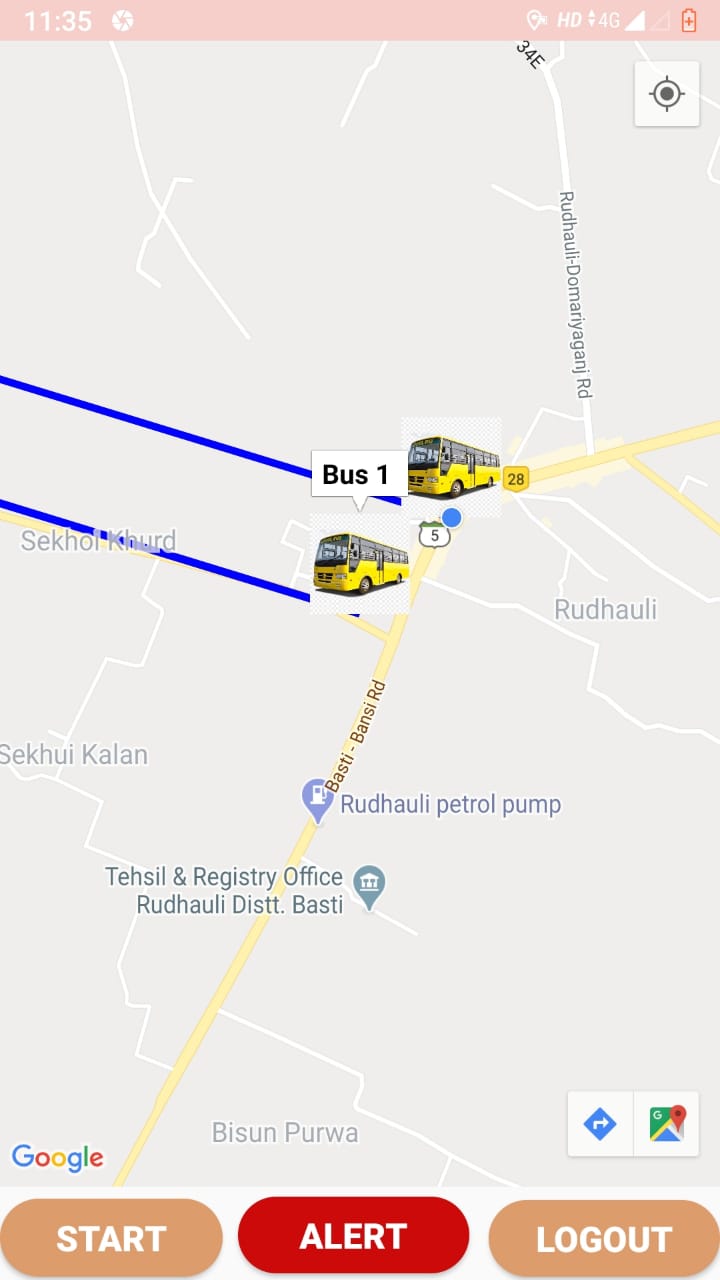 11:35
HD 4G
34E
Rudhauli-Domariyaganj Rd
Bus 1
28
5
Sekhol Khurd
Rudhauli
Basti - Bansi Rd
Sekhui Kalan
Rudhauli petrol pump
Tehsil & Registry Office
Rudhauli Distt. Basti
Bisun Purwa
Google
START
ALERT
LOGOUT